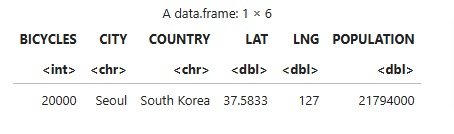 A data.frame: 1 × 6
BICYCLES CITY COUNTRY LAT LNG POPULATION
<int> <chr> <chr> <dbl> <dbl> <dbl>
20000 Seoul South Korea 37.5833 127 21794000